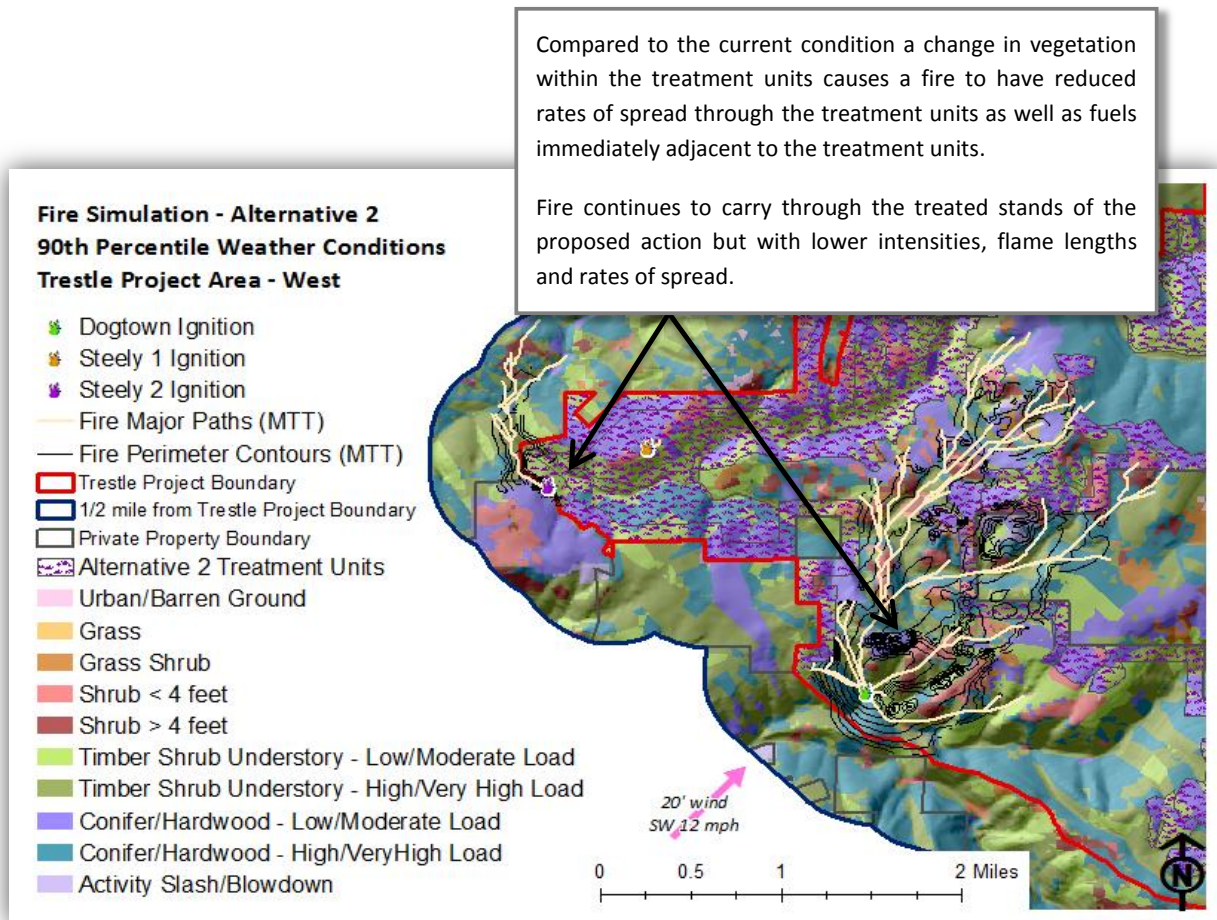 Compared to the current condition a change in vegetation
within the treatment units causes a fire to have reduced
rates of spread through the treatment units as well as fuels
immediately adjacent to the treatment units.
Fire continues to carry through the treated stands of the
proposed action but with lower intensities, flame lengths
and rates of spread.
Fire Simulation - Alternative 2
90th Percentile Weather Conditions
Trestle Project Area - West
Dogtown Ignition
Steely 1 Ignition
Steely 2 Ignition
Fire Major Paths (MTT)
Fire Perimeter Contours (MTT)
Trestle Project Boundary
1/2 mile from Trestle Project Boundary
Private Property Boundary
Alternative 2 Treatment Units
Urban/Barren Ground
Grass
Grass Shrub
Shrub < 4 feet
Shrub > 4 feet
Timber Shrub Understory - Low/Moderate Load
Timber Shrub Understory - High/Very High Load
Conifer/Hardwood - Low/Moderate Load
Conifer/Hardwood - High/VeryHigh Load
Activity Slash/Blowdown
20' wind
SW 12 mph
0 0.5 1 2 Miles
N